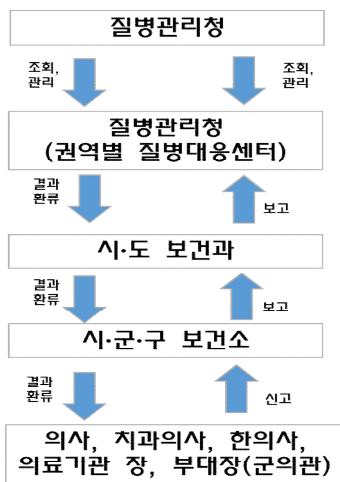 질병관리청
조회,
관리
조회,
관리
질병관리청
(권역별 질병대응센터)
결과
환류
보고
시·도 보건과
결과
환류
보고
시·군·구 보건소
결과
환류
신고
의사, 치과의사, 한의사,
의료기관 장, 부대장(군의관)